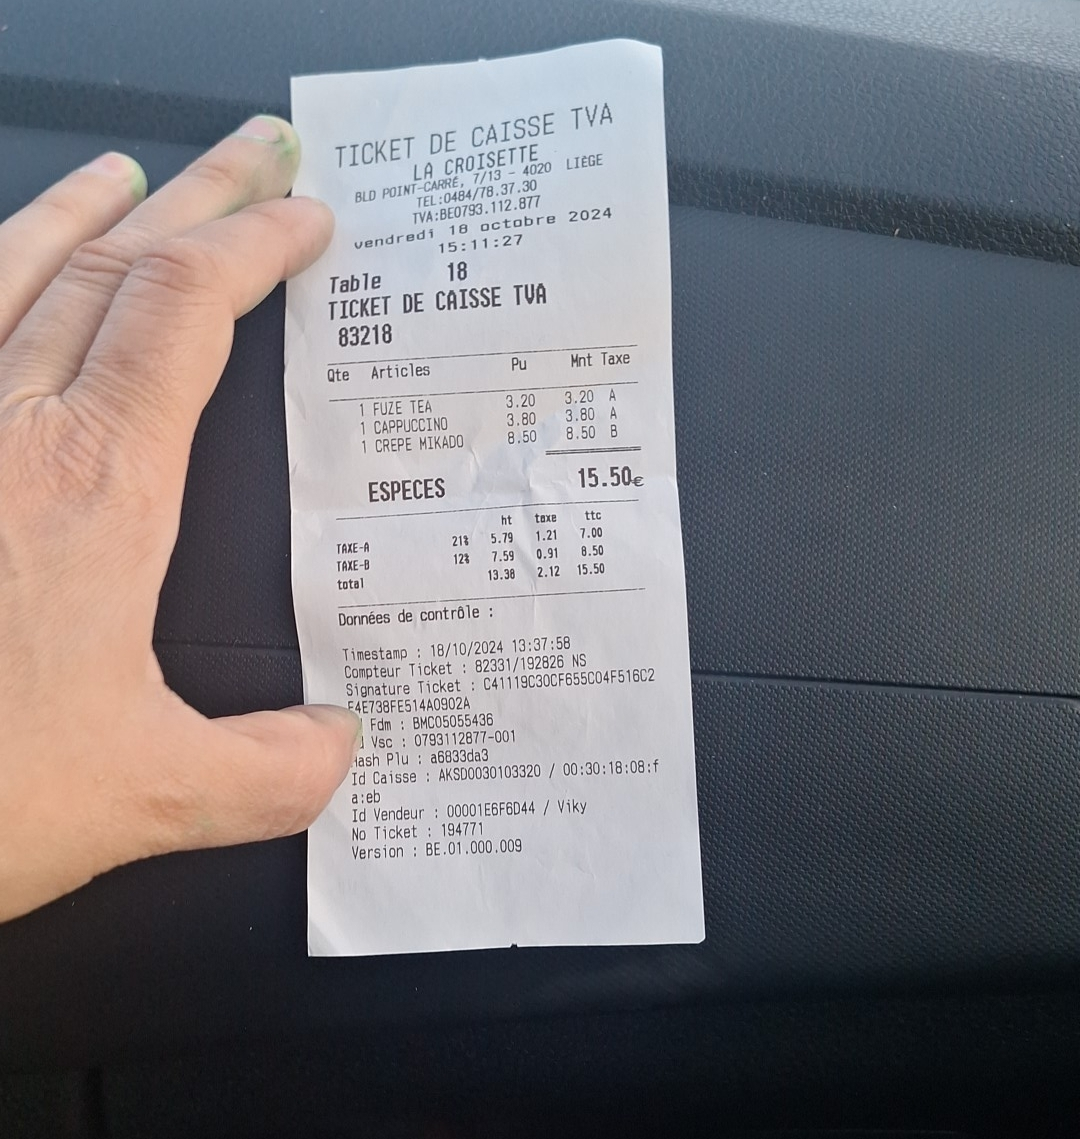 TICKET DE CAISSE TVA
LA CROISETTE
BLD POINT-CARRÉ, 7/13 - 4020 LIÈGE
TEL:0484/78.37.30
TVA:BE0793.112.877
vendredi 18 octobre 2024
15:11:27
Table 18
TICKET DE CAISSE TVA
83218
Qte Articles Pu Mnt Taxe
1 FUZE TEA 3.20 3.20 A
1 CAPPUCCINO 3.80 3.80 A
1 CREPE MIKADO 8.50 8.50 B
ESPECES 15.50€
ht taxe ttc
TAXE-A 21% 5.79 1.21 7.00
TAXE-B 12% 7.59 0.91 8.50
total 13.38 2.12 15.50
Données de contrôle :
Timestamp : 18/10/2024 13:37:58
Compteur Ticket : 82331/192826 NS
Signature Ticket : C41119C30CF655C04F516C2
E4E738FE514A0902A
Fdm : BMC05055436
Vsc : 0793112877-001
Hash Plu : a6833da3
Id Caisse : AKSD0030103320 / 00:30:18:08:f
a:eb
Id Vendeur : 00001E6F6D44 / Viky
No Ticket : 194771
Version : BE.01.000.009